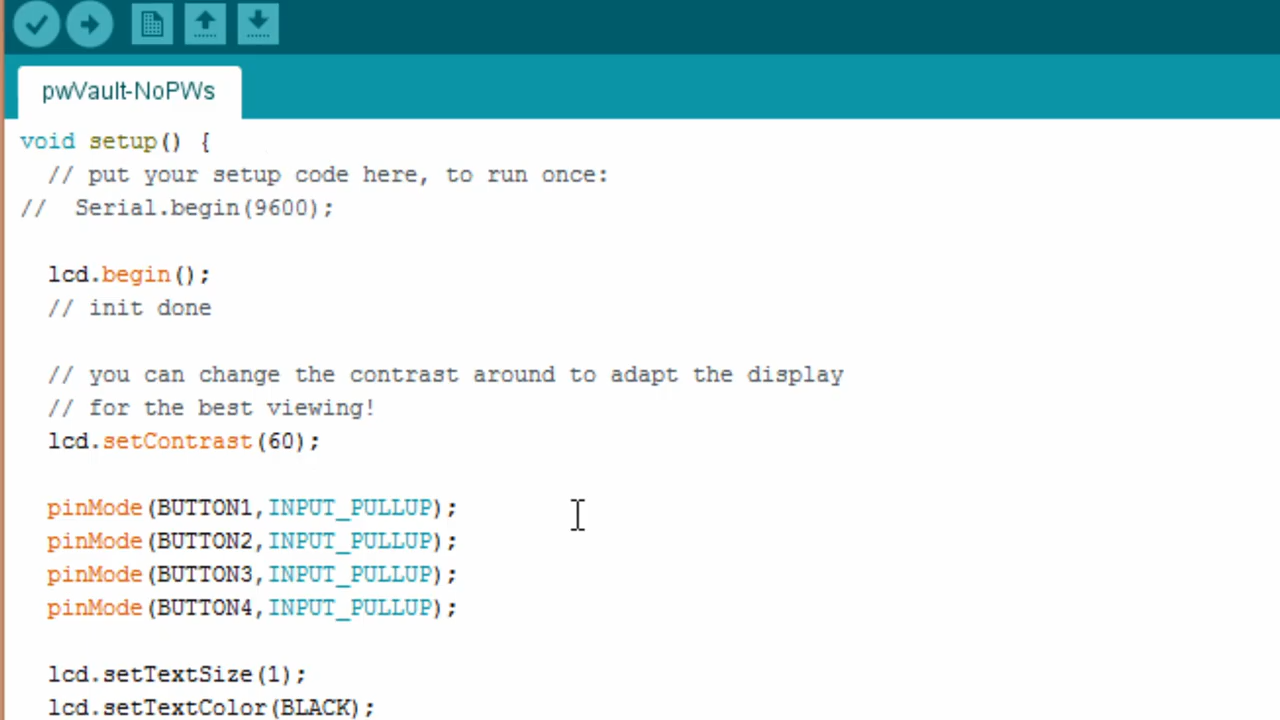 pwVault-NoPWs
void setup() {
  // put your setup code here, to run once:
//  Serial.begin(9600);
  lcd.begin();
  // init done
  // you can change the contrast around to adapt the display
  // for the best viewing!
  lcd.setContrast(60);
  pinMode(BUTTON1,INPUT_PULLUP);
  pinMode(BUTTON2,INPUT_PULLUP);
  pinMode(BUTTON3,INPUT_PULLUP);
  pinMode(BUTTON4,INPUT_PULLUP);
  lcd.setTextSize(1);
  lcd.setTextColor(BLACK);